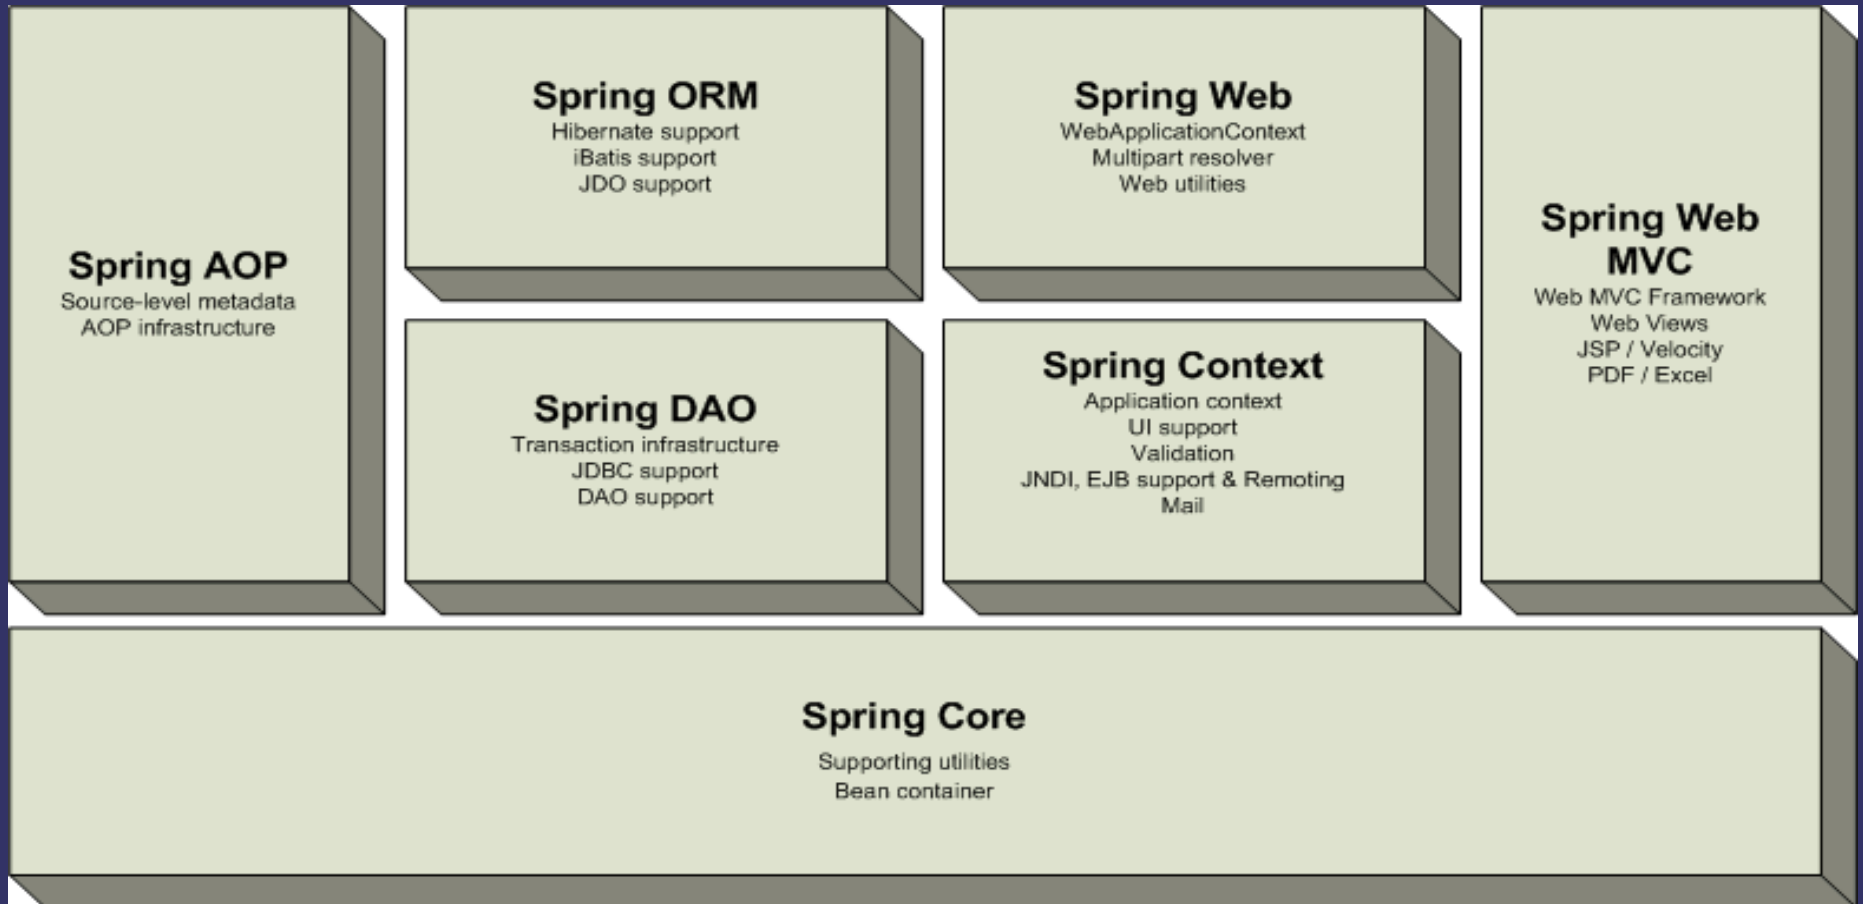 Spring AOP
Source-level metadata
AOP infrastructure
Spring ORM
Hibernate support
iBatis support
JDO support
Spring DAO
Transaction infrastructure
JDBC support
DAO support
Spring Web
WebApplicationContext
Multipart resolver
Web utilities
Spring Context
Application context
UI support
Validation
JNDI, EJB support & Remoting
Mail
Spring Web
MVC
Web MVC Framework
Web Views
JSP / Velocity
PDF / Excel
Spring Core
Supporting utilities
Bean container